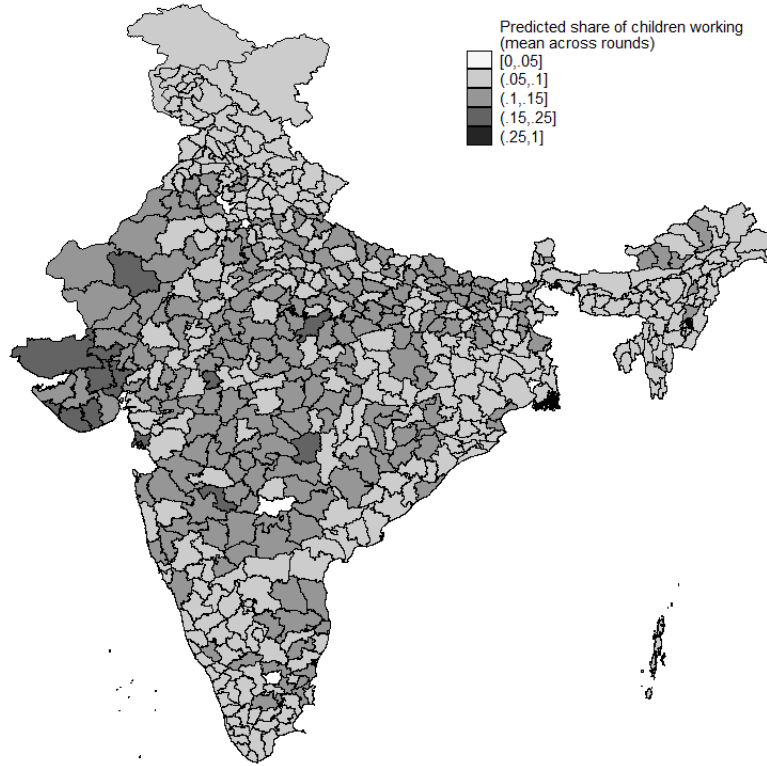 Predicted share of children working
(mean across rounds)
[0,.05]
(.05,.1]
(.1,.15]
(.15,.25]
(.25,1]